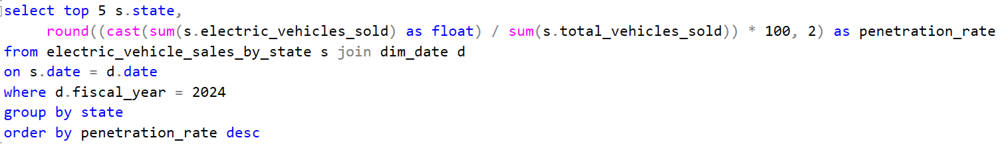 select top 5 s.state,
round((cast(sum(s.electric_vehicles_sold) as float) / sum(s.total_vehicles_sold)) * 100, 2) as penetration_rate
from electric_vehicle_sales_by_state s join dim_date d
on s.date = d.date
where d.fiscal_year = 2024
group by state
order by penetration_rate desc